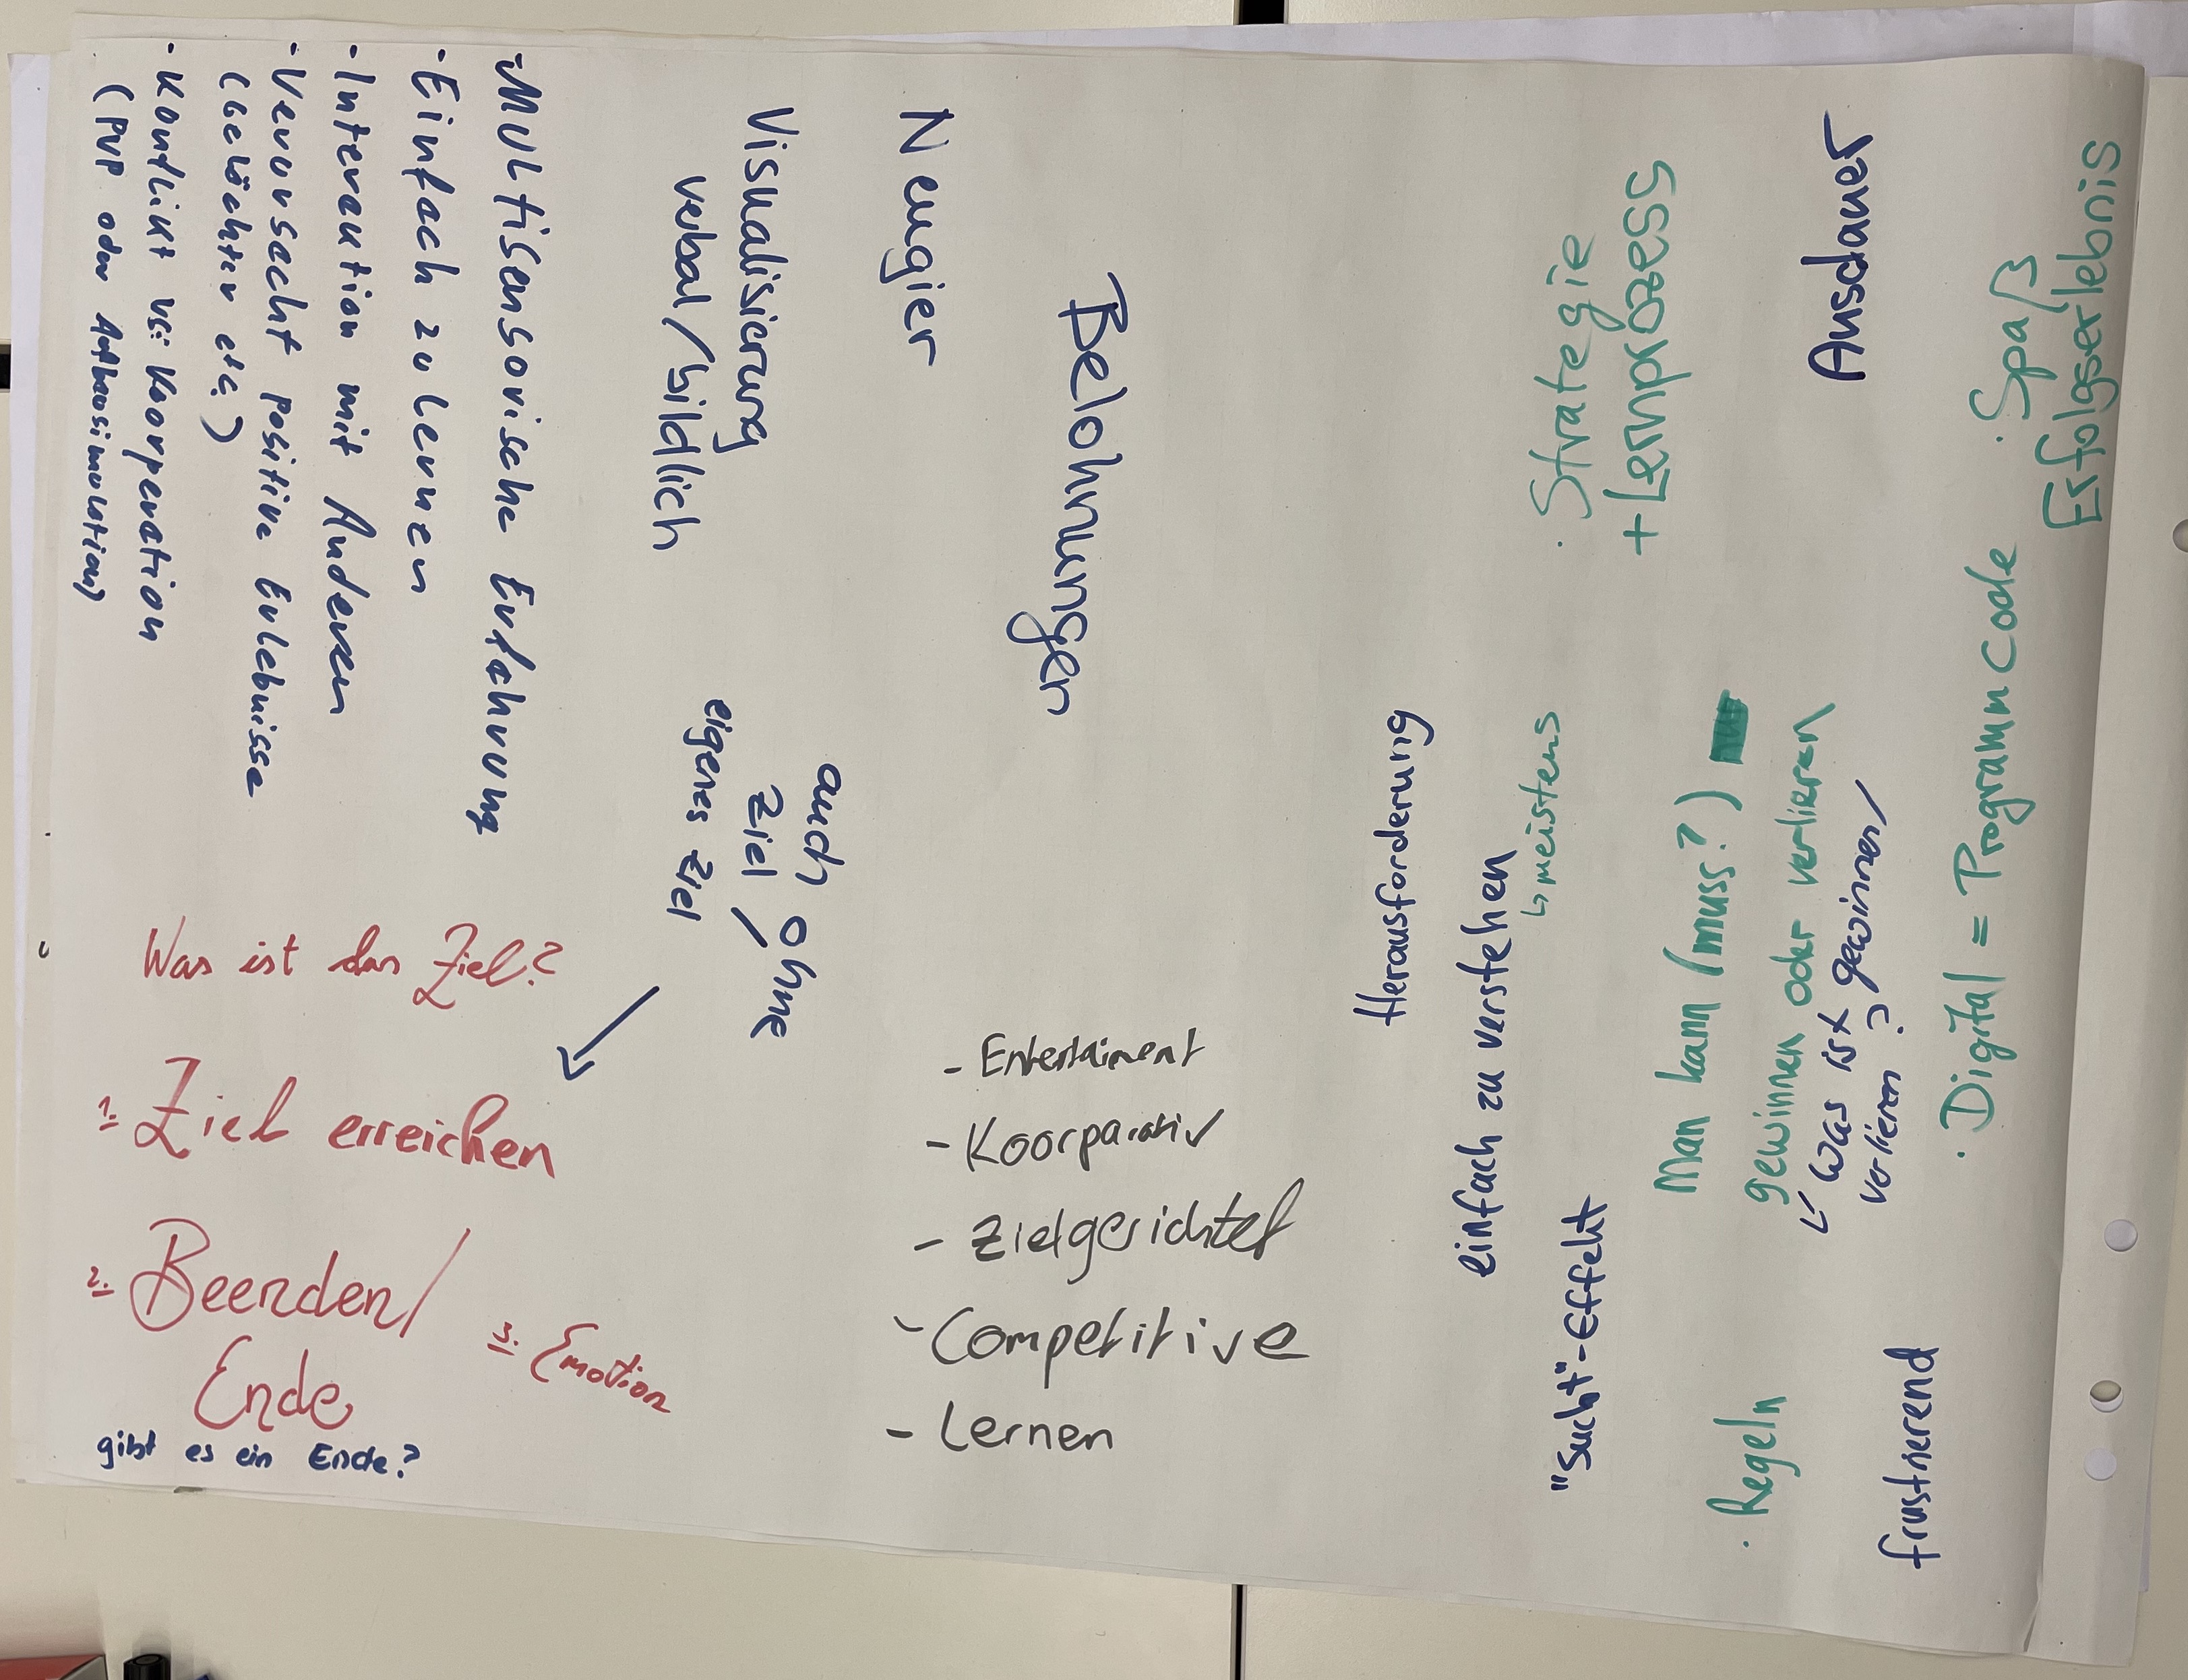 ·Multisensorische Erfahrung
·Einfach zu lernen
·Interaktion mit Anderen
·Verursacht positive Erlebnisse
(Gelächter etc.)
·Konflikt vs. Koorperation
(PVP oder Aufbausimulation)
Visualisierung
verbal/bildlich
Neugier
Belohnungen
auch ohne
Ziel /
eigenes Ziel
Was ist das Ziel?
1. Ziel erreichen
2. Beenden/
Ende
3. Emotion
gibt es ein Ende?
- Entertaiment
- Koorparativ
- Zielgerichtet
- Competitive
- Lernen
·Spaß
Erfolgserlebnis
Ausdauer
·Strategie
+ Lernprozess
·Digital = Programmcode
Man kann (muss?)
gewinnen oder verlieren
↳ Was ist gewinnen/
verlieren?
↳ meistens
einfach zu verstehen
Herausforderung
"Sucht"-Effekt
·Regeln
frustrierend